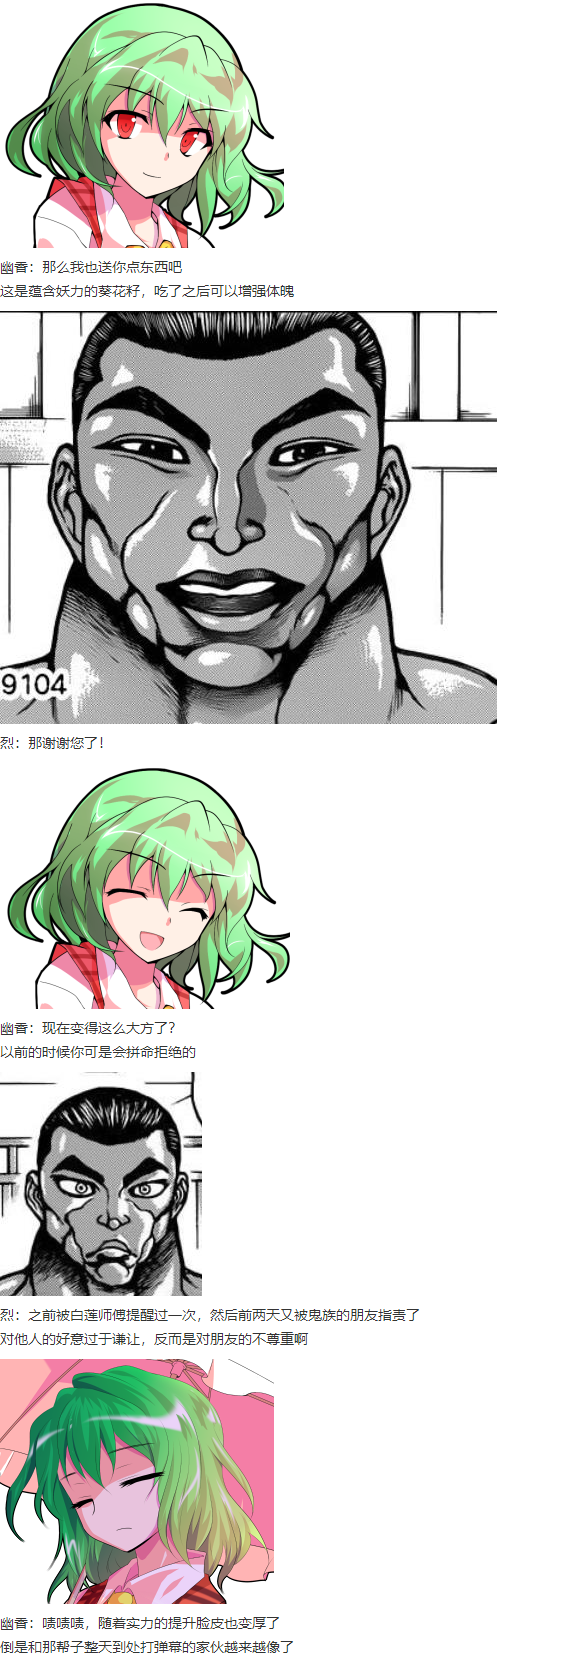 幽香：那么我也送你点东西吧
这是蕴含妖力的葵花籽，吃了之后可以增强体魄
9104
烈：那谢谢您了！
幽香：现在变得这么大方了？
以前的时候你可是会拼命拒绝的
烈：之前被白莲师傅提醒过一次，然后前两天又被鬼族的朋友指责了
对他人的好意过于谦让，反而是对朋友的不尊重啊
幽香：啧啧啧，随着实力的提升脸皮也变厚了
倒是和那帮子整天到处打弹幕的家伙越来越像了